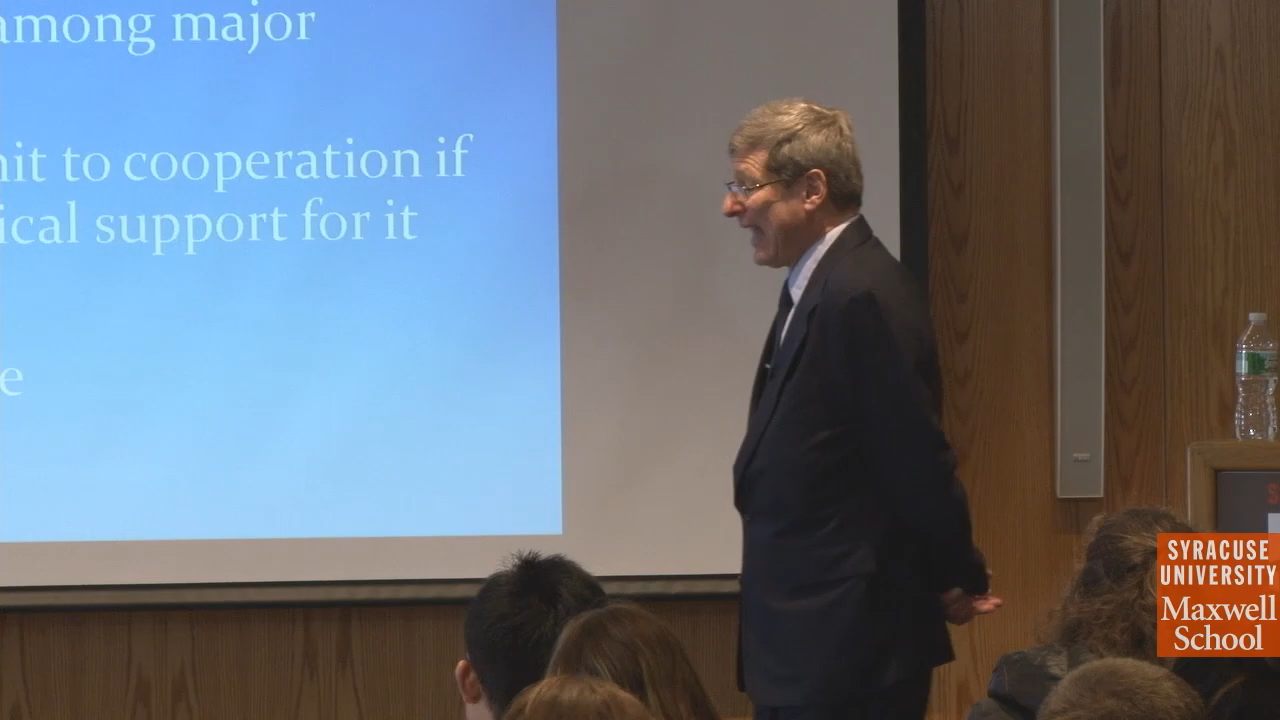 among major
nit to cooperation if
ical support for it
e
SYRACUSE
UNIVERSITY
Maxwell
School